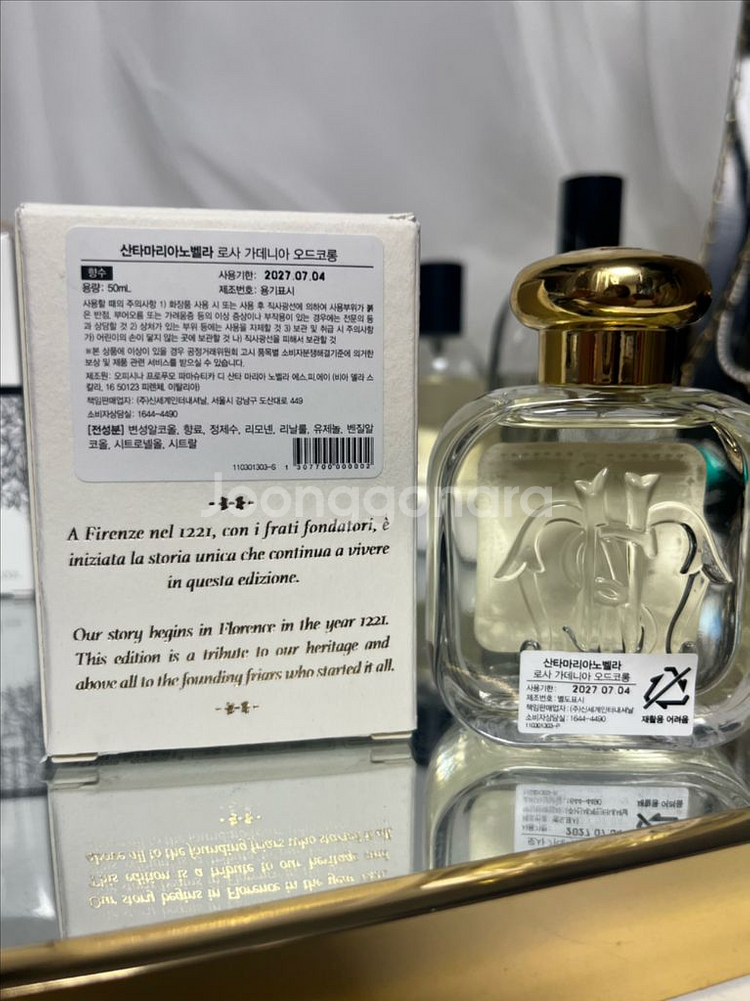 산타마리아노벨라 로사 가데니아 오드코롱
향수
사용기한: 2027.07.04
용량: 50mL
제조번호: 용기표시
사용할 때의 주의사항 1) 화장품 사용 시 또는 사용 후 직사광선에 의하여 사용부위가 붉
은 반점, 부어오름 또는 가려움증 등의 이상 증상이나 부작용이 있는 경우에는 전문의 등
과 상담할 것 2) 상처가 있는 부위 등에는 사용을 자제할 것 3) 보관 및 취급 시 주의사항
가) 어린이의 손이 닿지 않는 곳에 보관할 것 나) 직사광선을 피해서 보관할 것
※본 상품에 이상이 있을 경우 공정거래위원회 고시 품목별 소비자분쟁해결기준에 의거한
보상 및 제품 관련 서비스를 받으실 수 있습니다.
제조원: 오피시나 프로푸모 파마슈티카 디 산타 마리아 노벨라 에스.피.에이 (비아 델라 스
칼라, 16 50123 피렌체, 이탈리아)
책임판매업자: (주)신세계인터내셔날, 서울시 강남구 도산대로 449
소비자상담실: 1644-4490
[전성분] 변성알코올, 향료, 정제수, 리모넨, 리날룰, 유제놀, 벤질알
코올, 시트로넬올, 시트랄
110301303-S
1 307700 000002
Joonggonara
A Firenze nel 1221, con i frati fondatori, è
iniziata la storia unica che continua a vivere
in questa edizione.
Our story begins in Florence in the year 1221.
This edition is a tribute to our heritage and
above all to the founding friars who started it all.
산타마리아노벨라
로사 가데니아 오드코롱
사용기한: 2027 07 04
제조번호: 별도표시
책임판매업자: (주)신세계인터내셔날
소비자상담실: 1644-4490
110301303-P
재활용 어려움